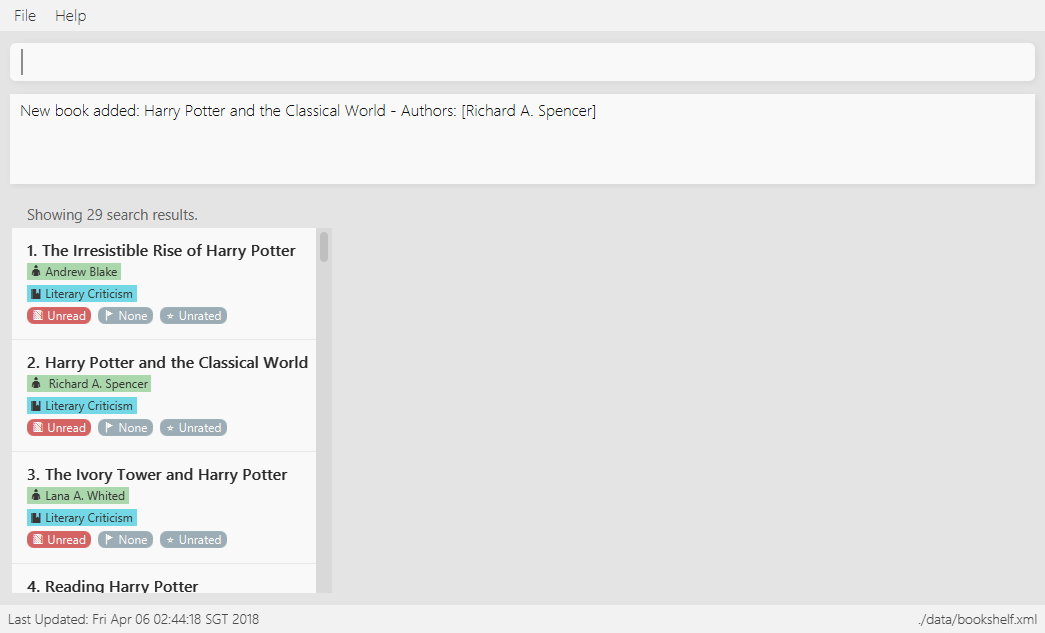 File Help
New book added: Harry Potter and the Classical World - Authors: [Richard A. Spencer]
Showing 29 search results.
1. The Irresistible Rise of Harry Potter
Andrew Blake
Literary Criticism
Unread None Unrated
2. Harry Potter and the Classical World
Richard A. Spencer
Literary Criticism
Unread None Unrated
3. The Ivory Tower and Harry Potter
Lana A. Whited
Literary Criticism
Unread None Unrated
4. Reading Harry Potter
Last Updated: Fri Apr 06 02:44:18 SGT 2018 ./data/bookshelf.xml